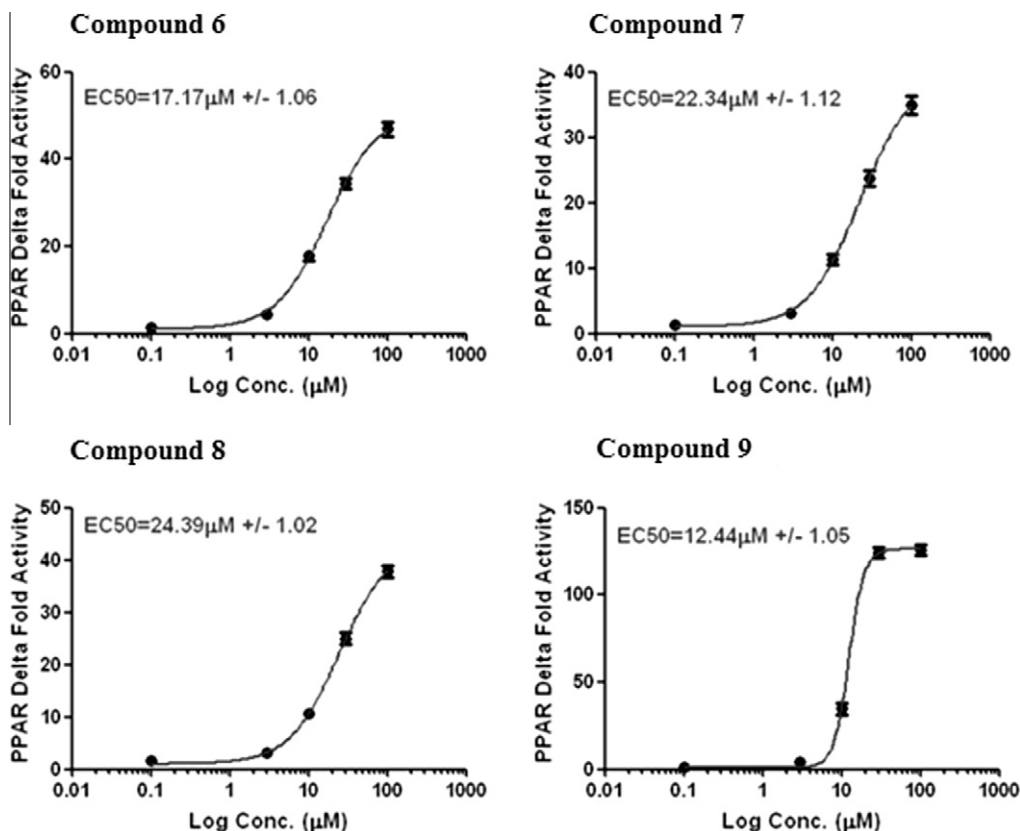 Compound 6
PPAR Delta Fold Activity
60
40
20
0
EC50=17.17µM +/- 1.06
0.01 0.1 1 10 100 1000
Log Conc. (µM)
Compound 7
PPAR Delta Fold Activity
40
30
20
10
0
EC50=22.34µM +/- 1.12
0.01 0.1 1 10 100 1000
Log Conc. (µM)
Compound 8
PPAR Delta Fold Activity
50
40
30
20
10
0
EC50=24.39µM +/- 1.02
0.01 0.1 1 10 100 1000
Log Conc. (µM)
Compound 9
PPAR Delta Fold Activity
150
100
50
0
EC50=12.44µM +/- 1.05
0.01 0.1 1 10 100 1000
Log Conc. (µM)